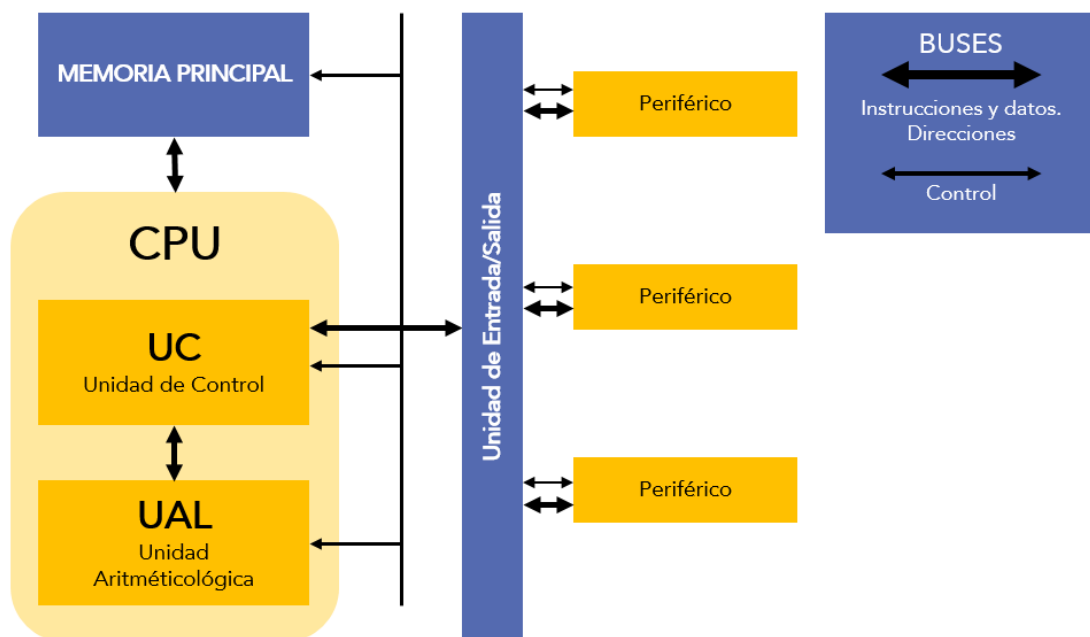 MEMORIA PRINCIPAL
CPU
UC
Unidad de Control
UAL
Unidad
Aritméticológica
Unidad de Entrada/Salida
Periférico
Periférico
Periférico
BUSES
Instrucciones y datos.
Direcciones
Control